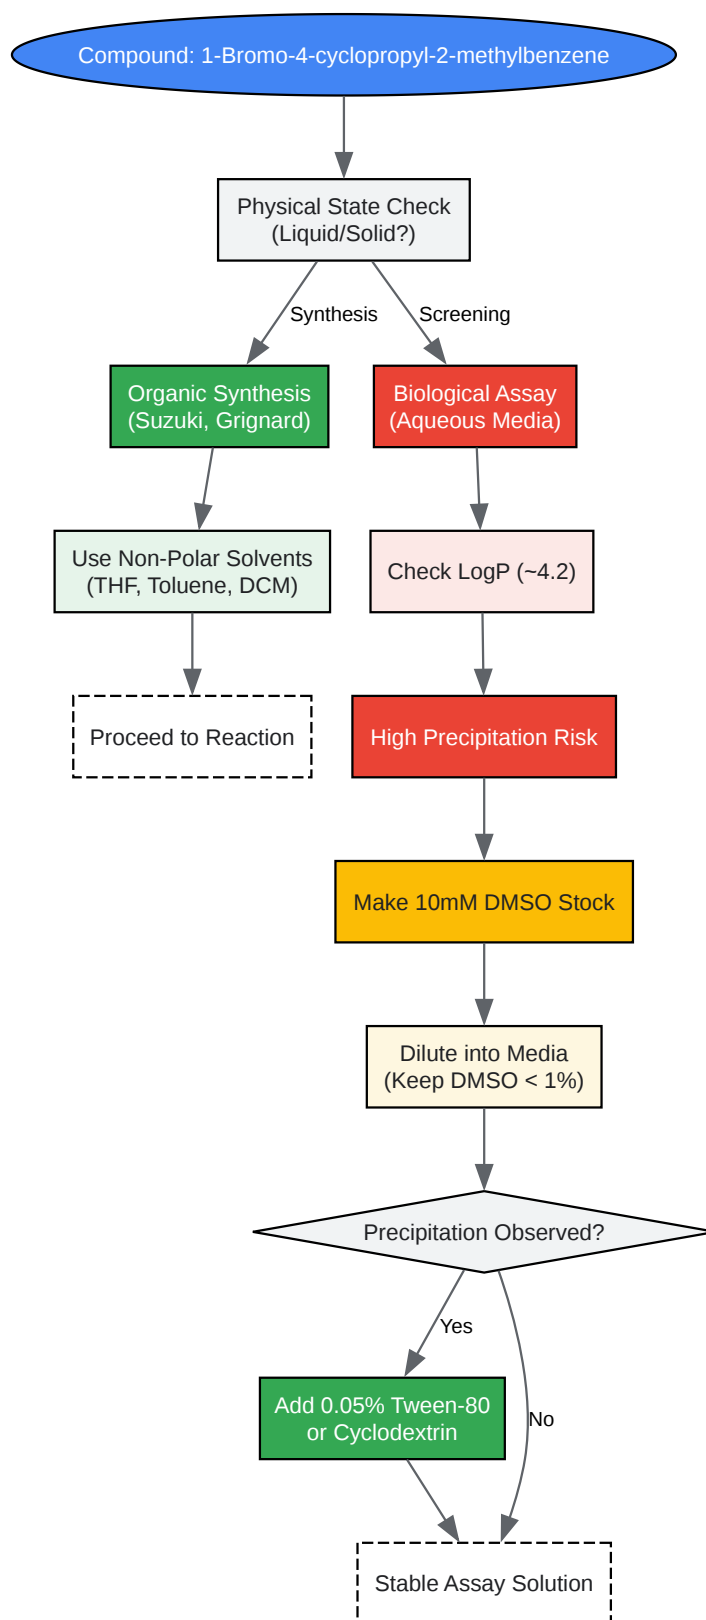 Compound: 1-Bromo-4-cyclopropyl-2-methylbenzene
Physical State Check
(Liquid/Solid?)
Synthesis
Screening
Organic Synthesis
(Suzuki, Grignard)
Biological Assay
(Aqueous Media)
Use Non-Polar Solvents
(THF, Toluene, DCM)
Check LogP (~4.2)
Proceed to Reaction
High Precipitation Risk
Make 10mM DMSO Stock
Dilute into Media
(Keep DMSO < 1%)
Precipitation Observed?
Yes
Add 0.05% Tween-80
or Cyclodextrin
No
Stable Assay Solution